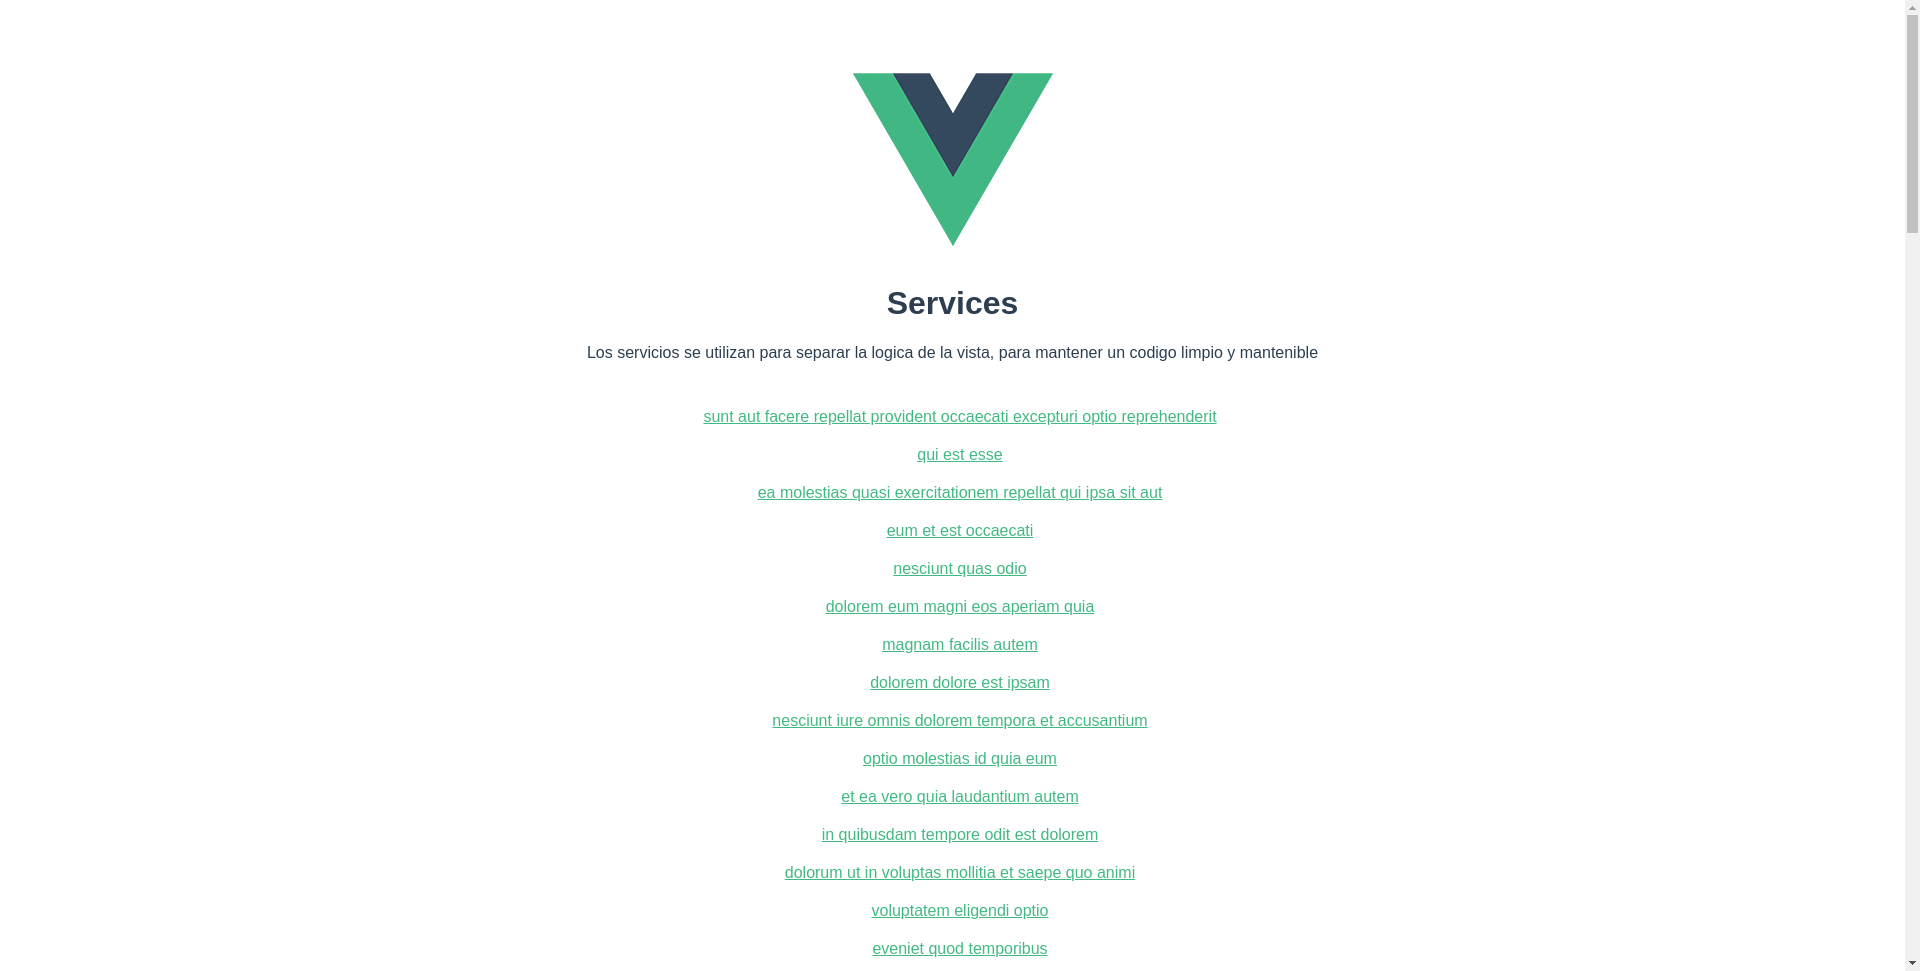 Services
Los servicios se utilizan para separar la logica de la vista, para mantener un codigo limpio y mantenible
sunt aut facere repellat provident occaecati excepturi optio reprehenderit
qui est esse
ea molestias quasi exercitationem repellat qui ipsa sit aut
eum et est occaecati
nesciunt quas odio
dolorem eum magni eos aperiam quia
magnam facilis autem
dolorem dolore est ipsam
nesciunt iure omnis dolorem tempora et accusantium
optio molestias id quia eum
et ea vero quia laudantium autem
in quibusdam tempore odit est dolorem
dolorum ut in voluptas mollitia et saepe quo animi
voluptatem eligendi optio
eveniet quod temporibus